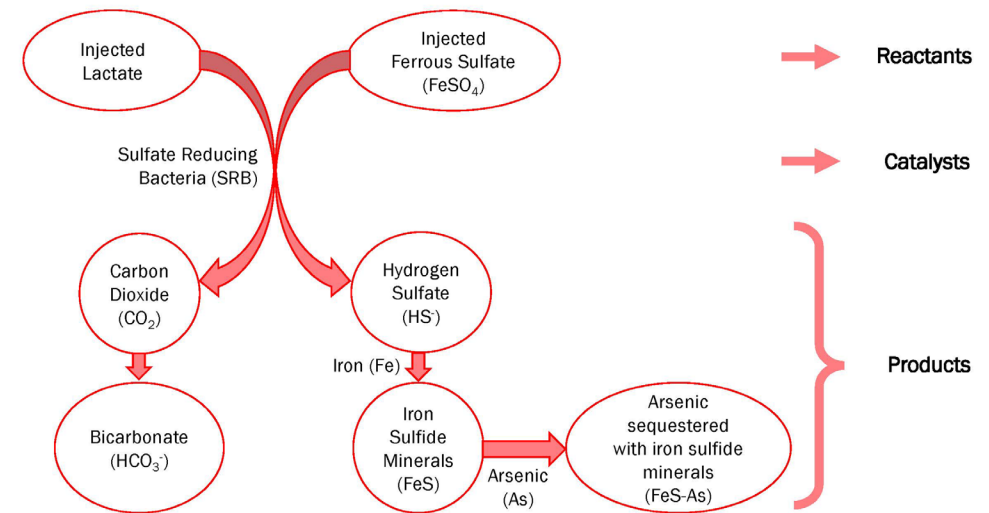 Injected
Lactate
Injected
Ferrous Sulfate
(FeSO₄)
Reactants
Sulfate Reducing
Bacteria (SRB)
Catalysts
Carbon
Dioxide
(CO₂)
Hydrogen
Sulfate
(HS⁻)
Iron (Fe)
Products
Bicarbonate
(HCO₃⁻)
Iron
Sulfide
Minerals
(FeS)
Arsenic
(As)
Arsenic
sequestered
with iron sulfide
minerals
(FeS-As)